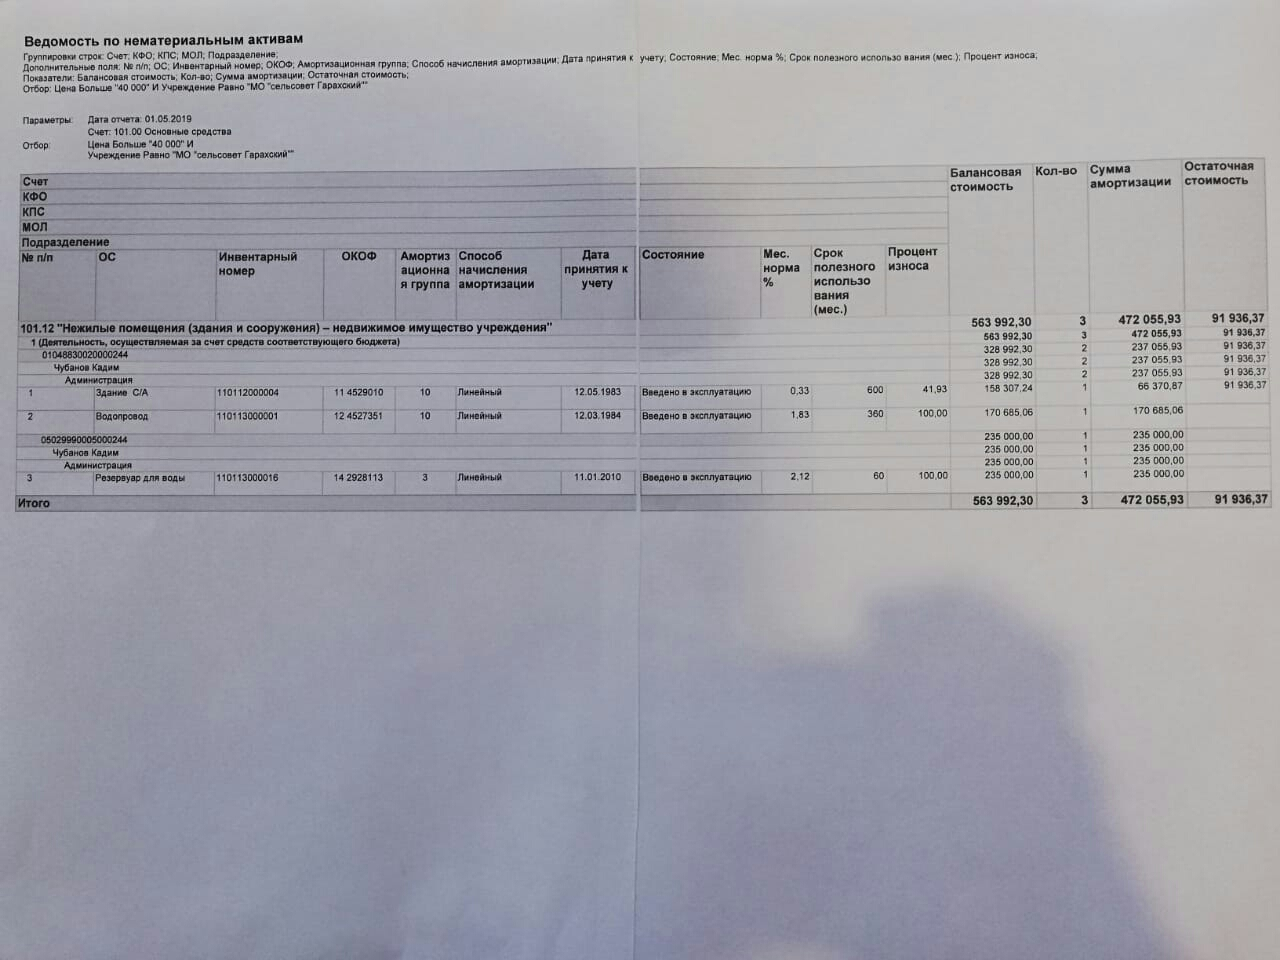 Ведомость по нематериальным активам
Группировки строк: Счет; КФО; КПС; МОЛ; Подразделение;
Дополнительные поля: № п/п; ОС; Инвентарный номер; ОКОФ; Амортизационная группа; Способ начисления амортизации; Дата принятия к учету; Состояние; Мес. норма %; Срок полезного использо вания (мес.); Процент износа;
Показатели: Балансовая стоимость; Кол-во; Сумма амортизации; Остаточная стоимость;
Отбор: Цена Больше "40 000" И Учреждение Равно "МО "сельсовет Гарахский""
Параметры: Дата отчета: 01.05.2019
Счет: 101.00 Основные средства
Отбор: Цена Больше "40 000" И
Учреждение Равно "МО "сельсовет Гарахский""
Счет Балансовая стоимость Кол-во Сумма амортизации Остаточная стоимость
КФО
КПС
МОЛ
Подразделение
№ п/п ОС Инвентарный номер ОКОФ Амортизационная группа Способ начисления амортизации Дата принятия к учету Состояние Мес. норма % Срок полезного использо вания (мес.) Процент износа
101.12 "Нежилые помещения (здания и сооружения) – недвижимое имущество учреждения" 563 992,30 3 472 055,93 91 936,37
1 (Деятельность, осуществляемая за счет средств соответствующего бюджета) 563 992,30 3 472 055,93 91 936,37
01048830020000244 328 992,30 2 237 055,93 91 936,37
Чубанов Кадим 328 992,30 2 237 055,93 91 936,37
Администрация 328 992,30 2 237 055,93 91 936,37
1 Здание С/А 110112000004 11 4529010 10 Линейный 12.05.1983 Введено в эксплуатацию 0,33 600 41,93 158 307,24 1 66 370,87 91 936,37
2 Водопровод 110113000001 12 4527351 10 Линейный 12.03.1984 Введено в эксплуатацию 1,83 360 100,00 170 685,06 1 170 685,06
05029990005000244 235 000,00 1 235 000,00
Чубанов Кадим 235 000,00 1 235 000,00
Администрация 235 000,00 1 235 000,00
3 Резервуар для воды 110113000016 14 2928113 3 Линейный 11.01.2010 Введено в эксплуатацию 2,12 60 100,00 235 000,00 1 235 000,00
Итого 563 992,30 3 472 055,93 91 936,37